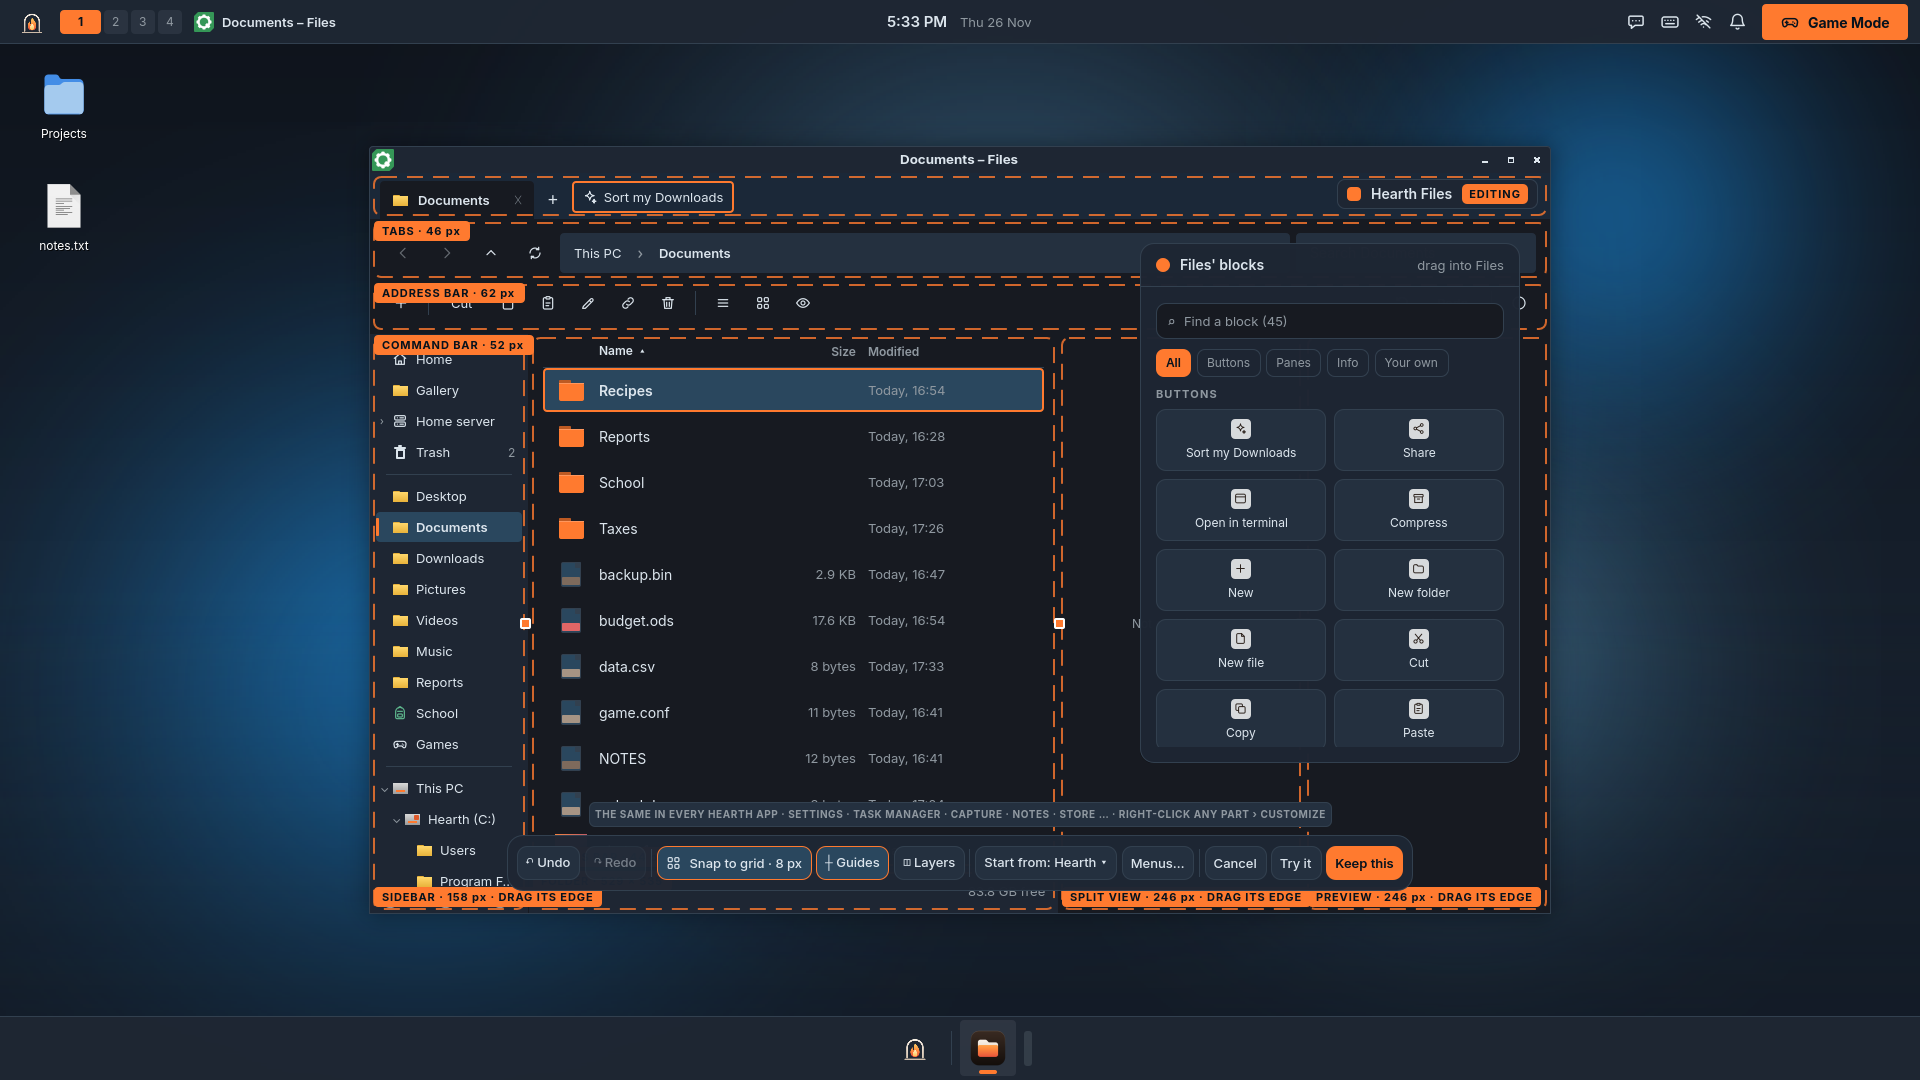 1 2 3 4 Documents – Files 5:33 PM Thu 26 Nov Game Mode
Projects
notes.txt
Documents – Files
Documents X + Sort my Downloads Hearth Files EDITING
TABS · 46 px
This PC › Documents
ADDRESS BAR · 62 px
COMMAND BAR · 52 px
Home
Gallery
Home server
Trash 2
Desktop
Documents
Downloads
Pictures
Videos
Music
Reports
School
Games
This PC
Hearth (C:)
Users
Program F...
SIDEBAR · 158 px · DRAG ITS EDGE
Name Size Modified
Recipes Today, 16:54
Reports Today, 16:28
School Today, 17:03
Taxes Today, 17:26
backup.bin 2.9 KB Today, 16:47
budget.ods 17.6 KB Today, 16:54
data.csv 8 bytes Today, 17:33
game.conf 11 bytes Today, 16:41
NOTES 12 bytes Today, 16:41
Files' blocks drag into Files
Find a block (45)
All Buttons Panes Info Your own
BUTTONS
Sort my Downloads Share
Open in terminal Compress
New New folder
New file Cut
Copy Paste
THE SAME IN EVERY HEARTH APP · SETTINGS · TASK MANAGER · CAPTURE · NOTES · STORE ... · RIGHT-CLICK ANY PART › CUSTOMIZE
Undo Redo Snap to grid · 8 px Guides Layers Start from: Hearth Menus... Cancel Try it Keep this
83.8 GB free
SPLIT VIEW · 246 px · DRAG ITS EDGE PREVIEW · 246 px · DRAG ITS EDGE